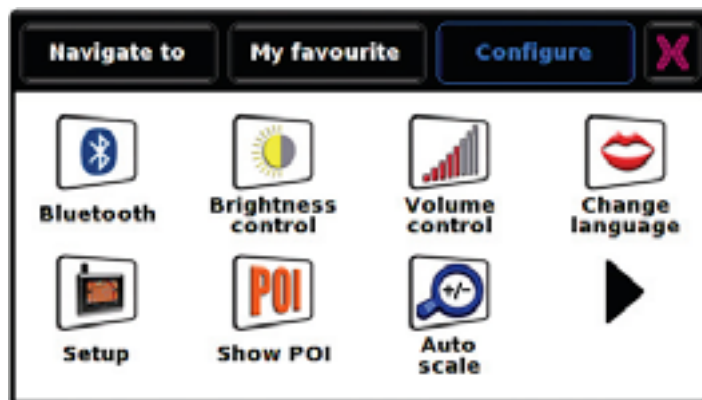 Navigate to
My favourite
Configure
X
Bluetooth
Brightness
control
Volume
control
Change
language
+/-
POI
Setup
Show POI
Auto
scale